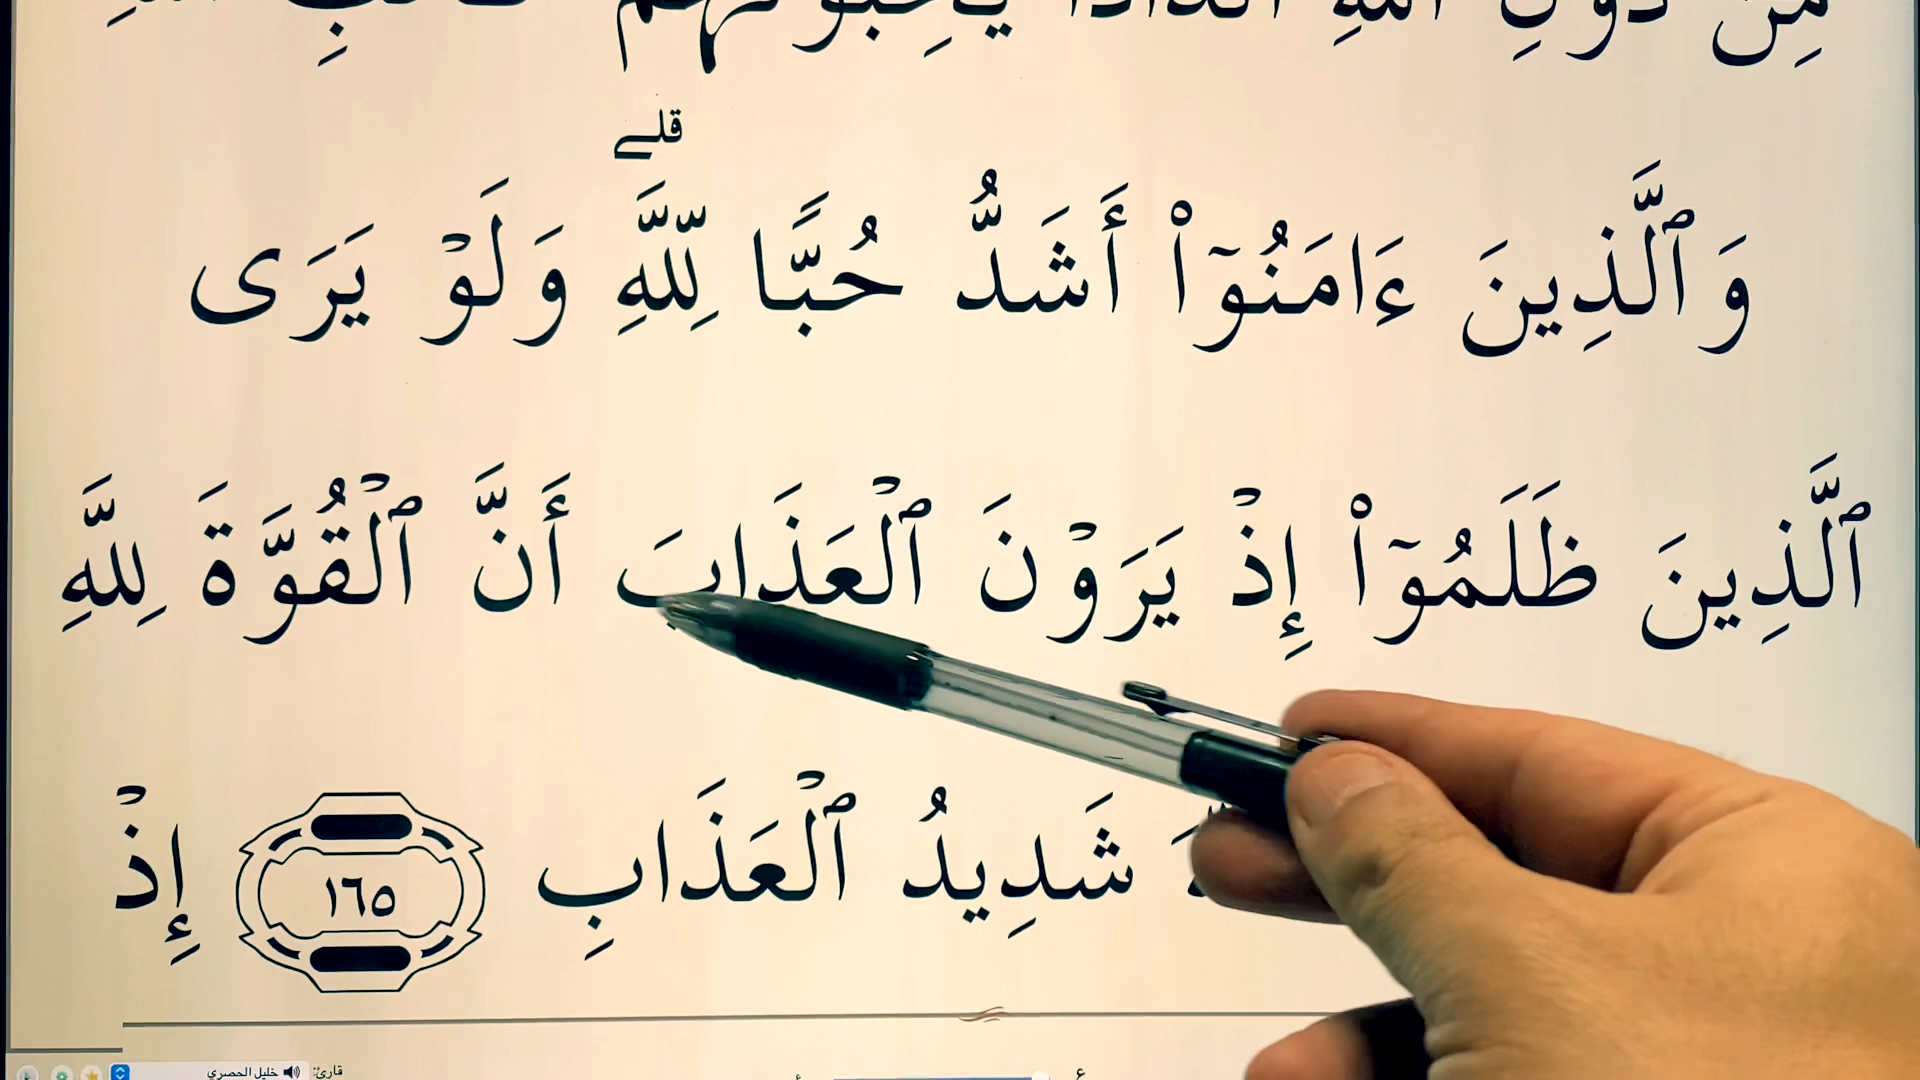 مِن دُونِ ٱللَّهِ أَندَادًا يُحِبُّونَهُمۡ كَحُبِّ ٱللَّهِۖ
وَٱلَّذِينَ ءَامَنُوٓاْ أَشَدُّ حُبًّا لِّلَّهِۗ وَلَوۡ يَرَى
ٱلَّذِينَ ظَلَمُوٓاْ إِذۡ يَرَوۡنَ ٱلۡعَذَابَ أَنَّ ٱلۡقُوَّةَ لِلَّهِ
شَدِيدُ ٱلۡعَذَابِ ١٦٥ إِذۡ
قارئ: خليل الحصري